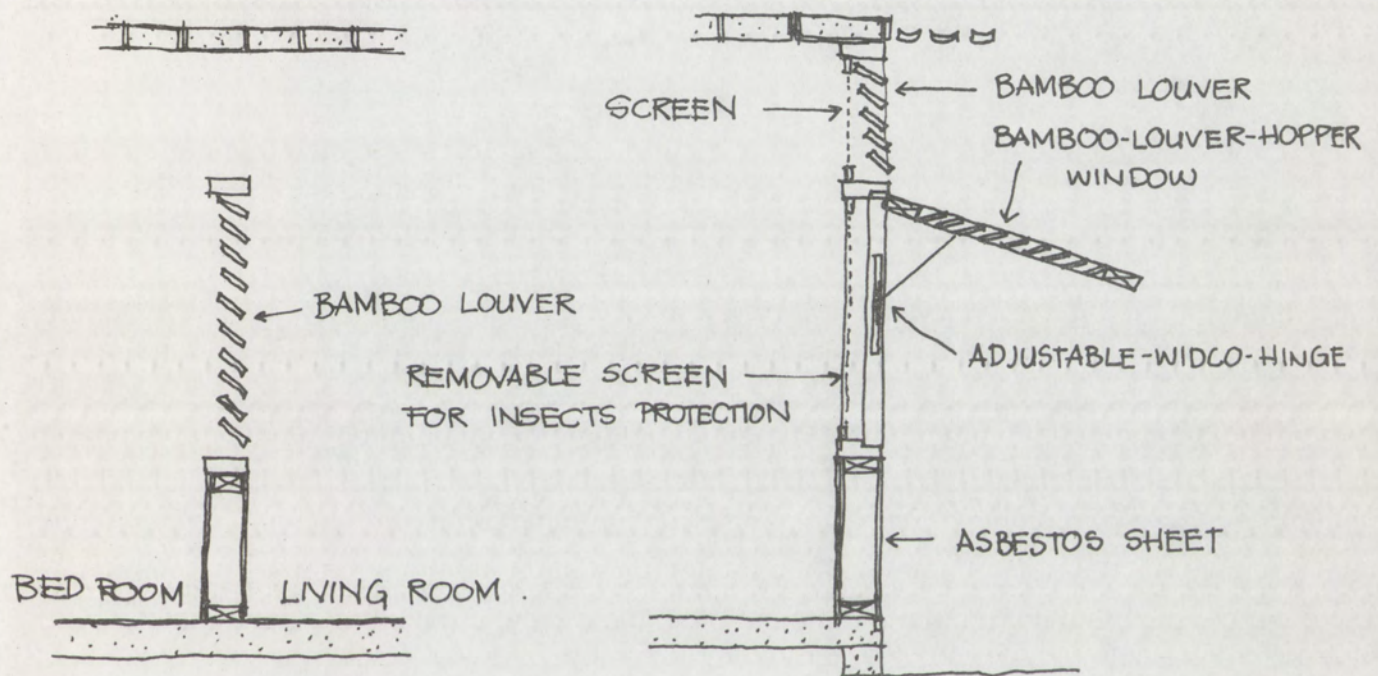 BAMBOO LOUVER
BED ROOM
LIVING ROOM.
SCREEN
BAMBOO LOUVER
BAMBOO-LOUVER-HOPPER
WINDOW
ADJUSTABLE-WIDCO-HINGE
REMOVABLE SCREEN
FOR INSECTS PROTECTION
ASBESTOS SHEET